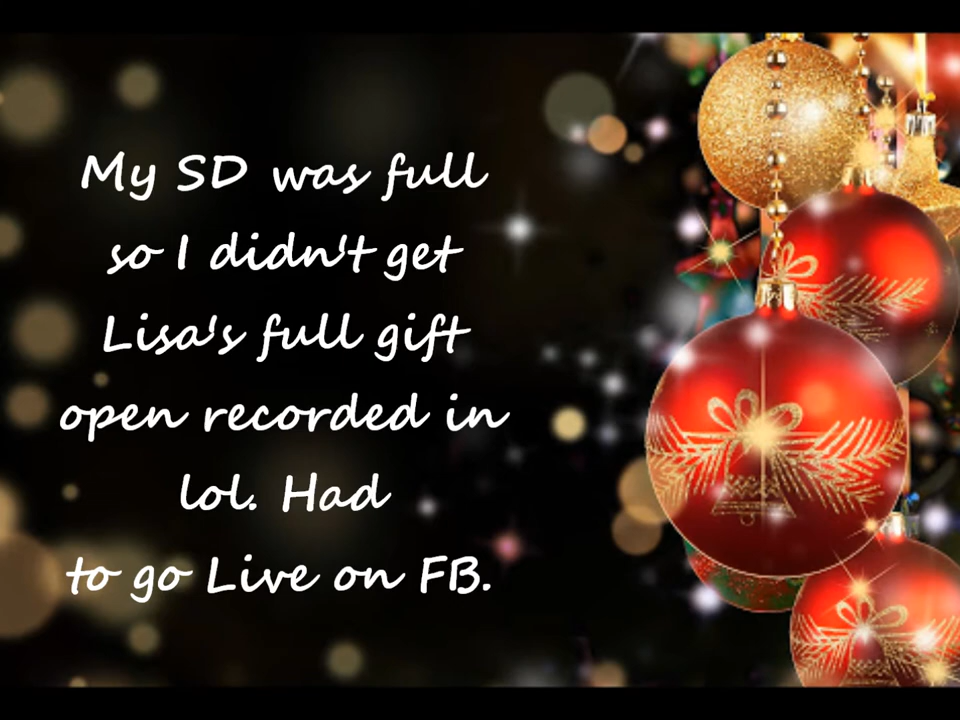 My SD was full
so I didn't get
Lisa's full gift
open recorded in
lol. Had
to go Live on FB.